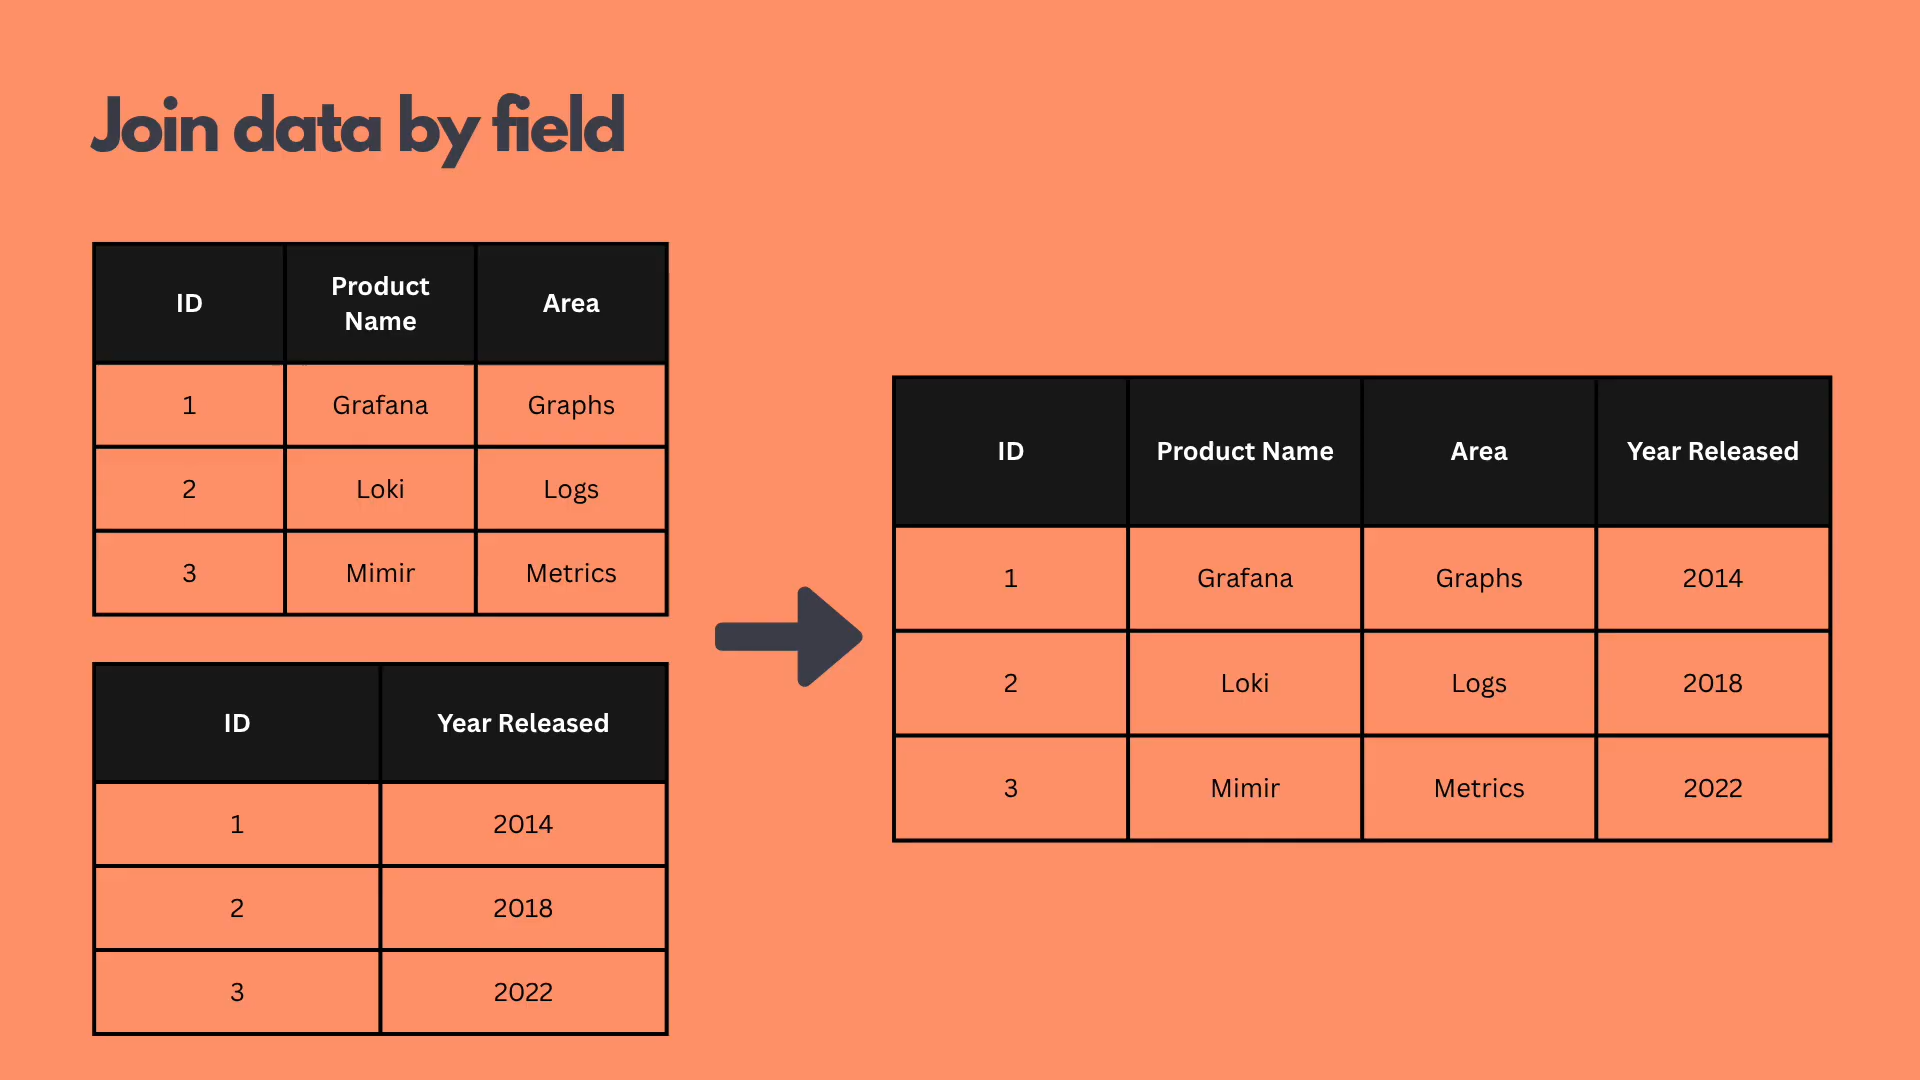 Join data by field
ID Product Name Area
1 Grafana Graphs
2 Loki Logs
3 Mimir Metrics
ID Year Released
1 2014
2 2018
3 2022
ID Product Name Area Year Released
1 Grafana Graphs 2014
2 Loki Logs 2018
3 Mimir Metrics 2022